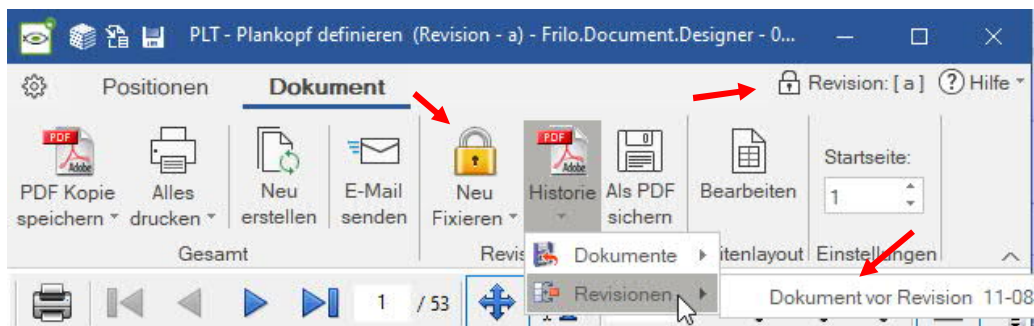 PLT - Plankopf definieren (Revision - a) - Frilo.Document.Designer - 0...
Positionen Dokument Revision: [ a ] ? Hilfe
PDF Adobe PDF Adobe Startseite:
PDF Kopie Alles Neu E-Mail Neu Historie Als PDF Bearbeiten 1
speichern drucken erstellen senden Fixieren sichern
Gesamt Revis itenlayout Einstellungen
Dokumente
1 / 53 Revisionen Dokument vor Revision 11-08